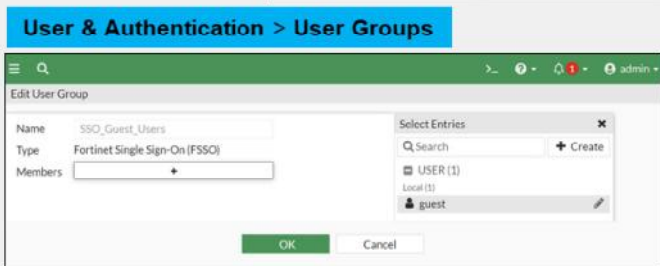 User & Authentication > User Groups
admin
Edit User Group
Name SSO_Guest_Users
Type Fortinet Single Sign-On (FSSO)
Members +
Select Entries
Search + Create
USER (1)
Local (1)
guest
OK Cancel